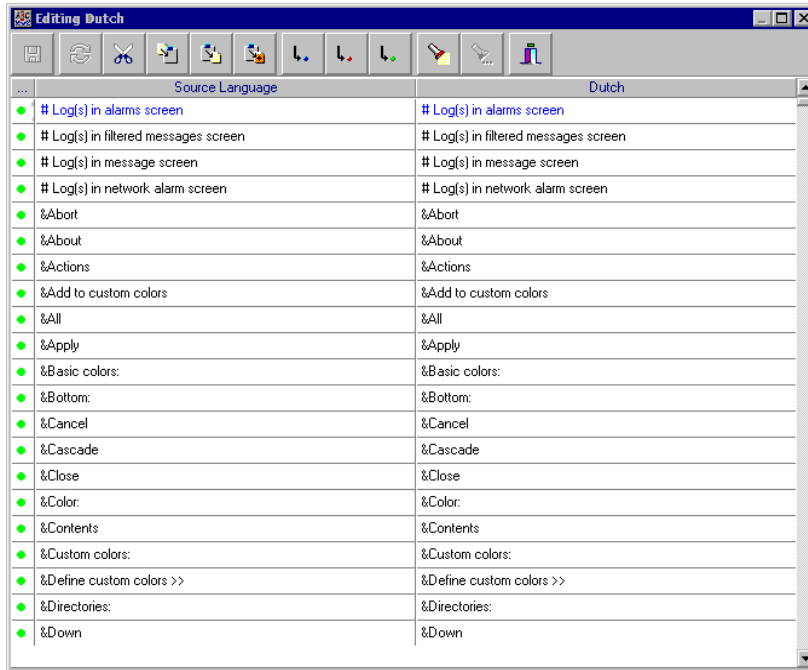 Editing Dutch
... Source Language Dutch
# Log(s) in alarms screen # Log(s) in alarms screen
# Log(s) in filtered messages screen # Log(s) in filtered messages screen
# Log(s) in message screen # Log(s) in message screen
# Log(s) in network alarm screen # Log(s) in network alarm screen
&Abort &Abort
&About &About
&Actions &Actions
&Add to custom colors &Add to custom colors
&All &All
&Apply &Apply
&Basic colors: &Basic colors:
&Bottom: &Bottom:
&Cancel &Cancel
&Cascade &Cascade
&Close &Close
&Color: &Color:
&Contents &Contents
&Custom colors: &Custom colors:
&Define custom colors >> &Define custom colors >>
&Directories: &Directories:
&Down &Down